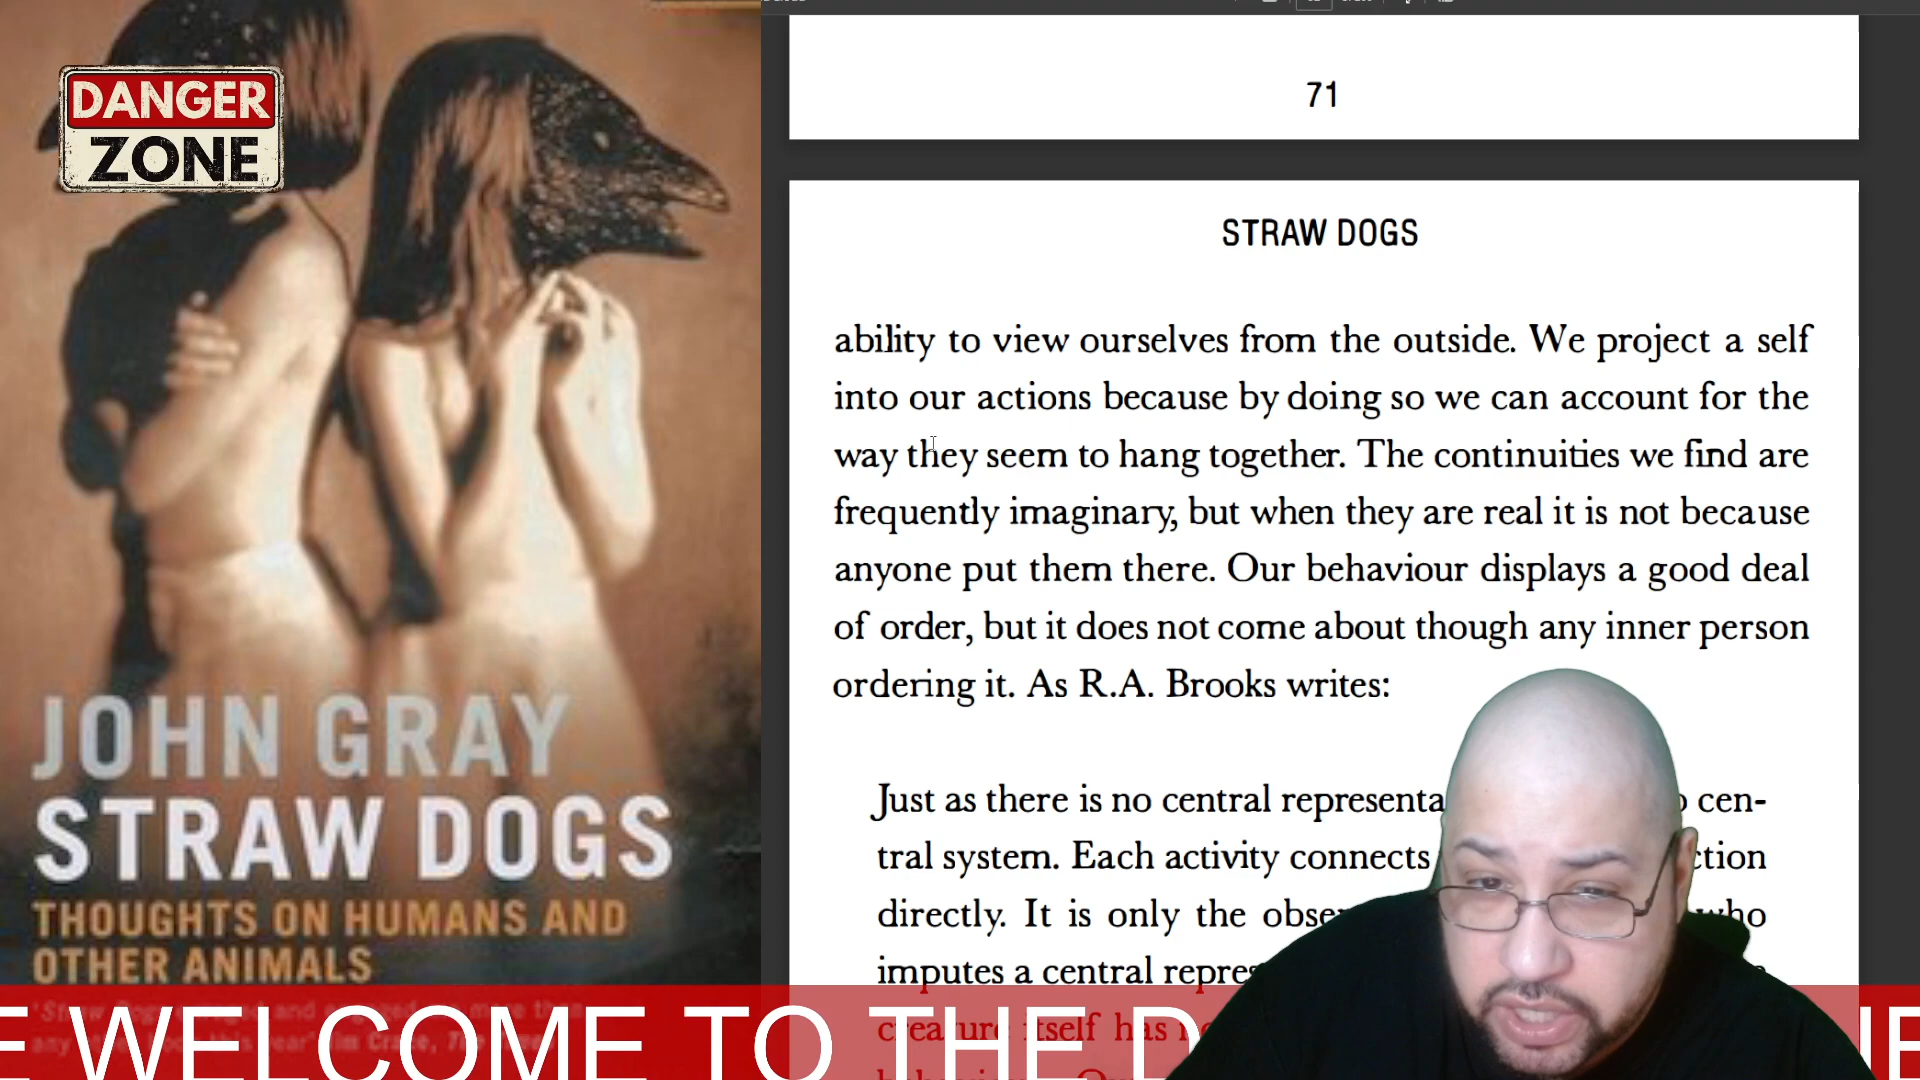 DANGER
ZONE
JOHN GRAY
STRAW DOGS
THOUGHTS ON HUMANS AND
OTHER ANIMALS
71
STRAW DOGS
ability to view ourselves from the outside. We project a self
into our actions because by doing so we can account for the
way they seem to hang together. The continuities we find are
frequently imaginary, but when they are real it is not because
anyone put them there. Our behaviour displays a good deal
of order, but it does not come about though any inner person
ordering it. As R.A. Brooks writes:
Just as there is no central cen-
tral system. Each activity connects
directly. It is only the who
imputes a central
creature itself has
E WELCOME TO THE D